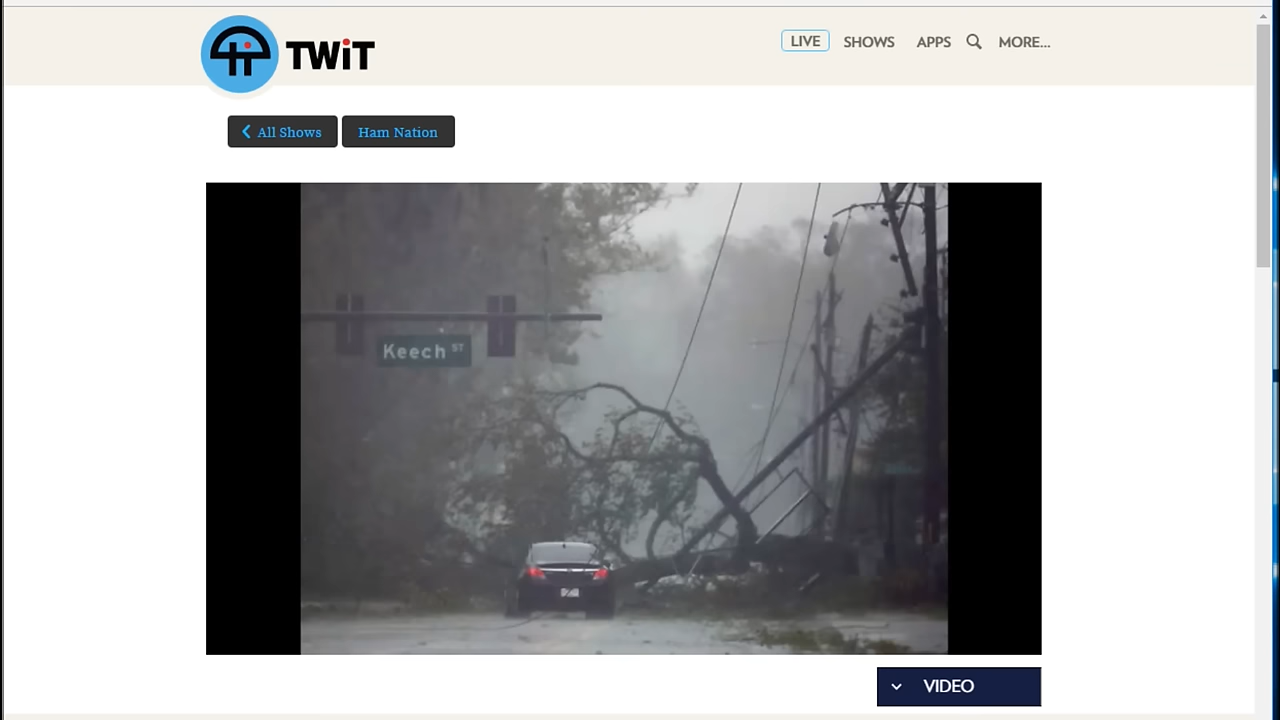 TWiT
LIVE SHOWS APPS MORE...
All Shows Ham Nation
Keech ST
VIDEO